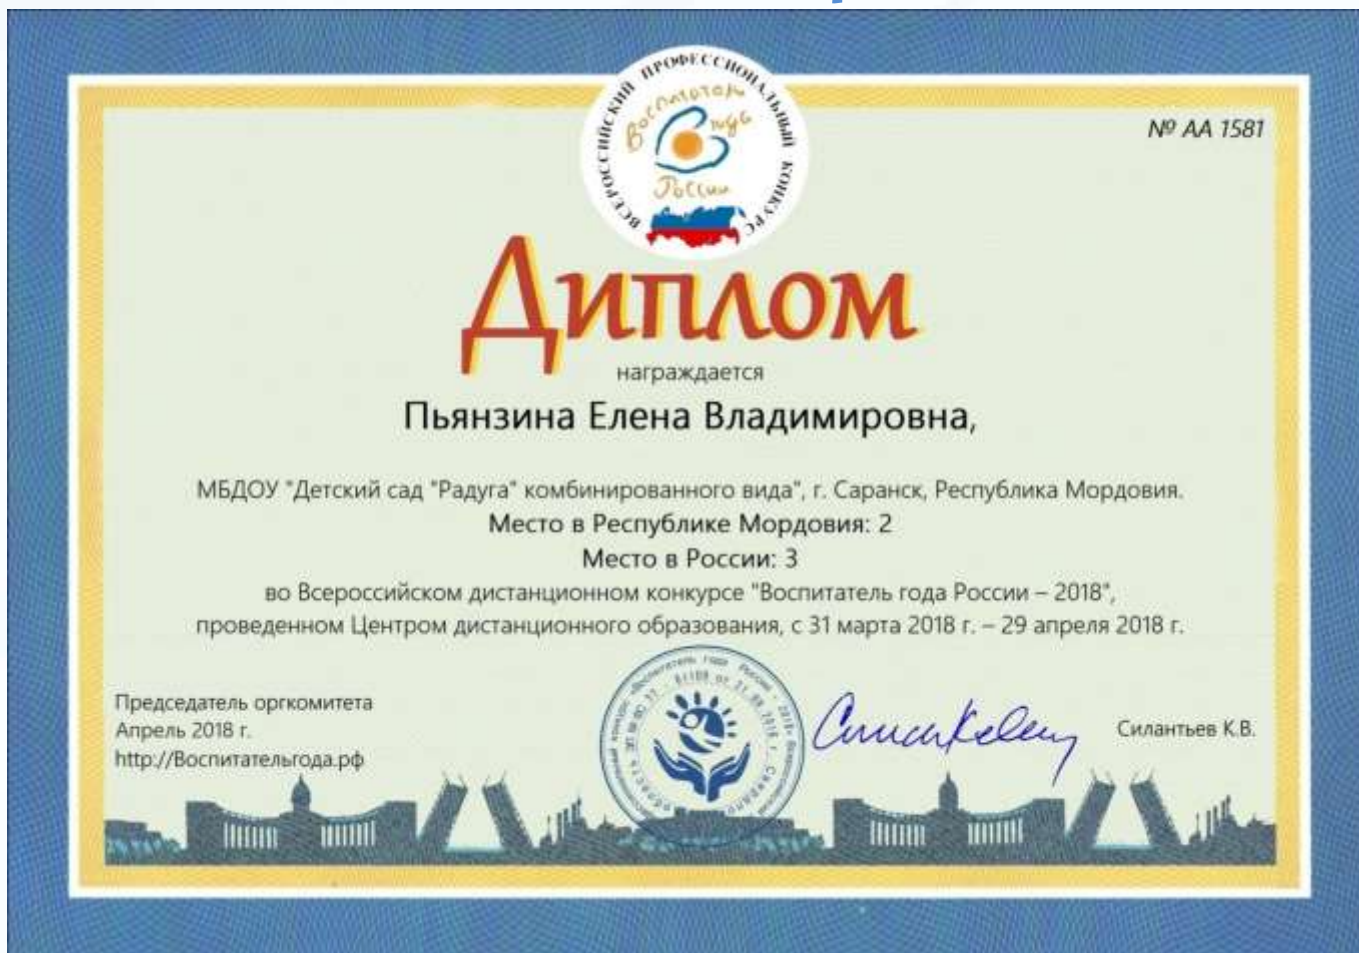 ВСЕРОССИЙСКИЙ ПРОФЕССИОНАЛЬНЫЙ КОНКУРС
Воспитатель
года
России
№ АА 1581
Диплом
награждается
Пьянзина Елена Владимировна,
МБДОУ "Детский сад "Радуга" комбинированного вида", г. Саранск, Республика Мордовия.
Место в Республике Мордовия: 2
Место в России: 3
во Всероссийском дистанционном конкурсе "Воспитатель года России – 2018",
проведенном Центром дистанционного образования, с 31 марта 2018 г. – 29 апреля 2018 г.
Председатель оргкомитета
Апрель 2018 г.
http://Воспитательгода.рф
Силантьев К.В.